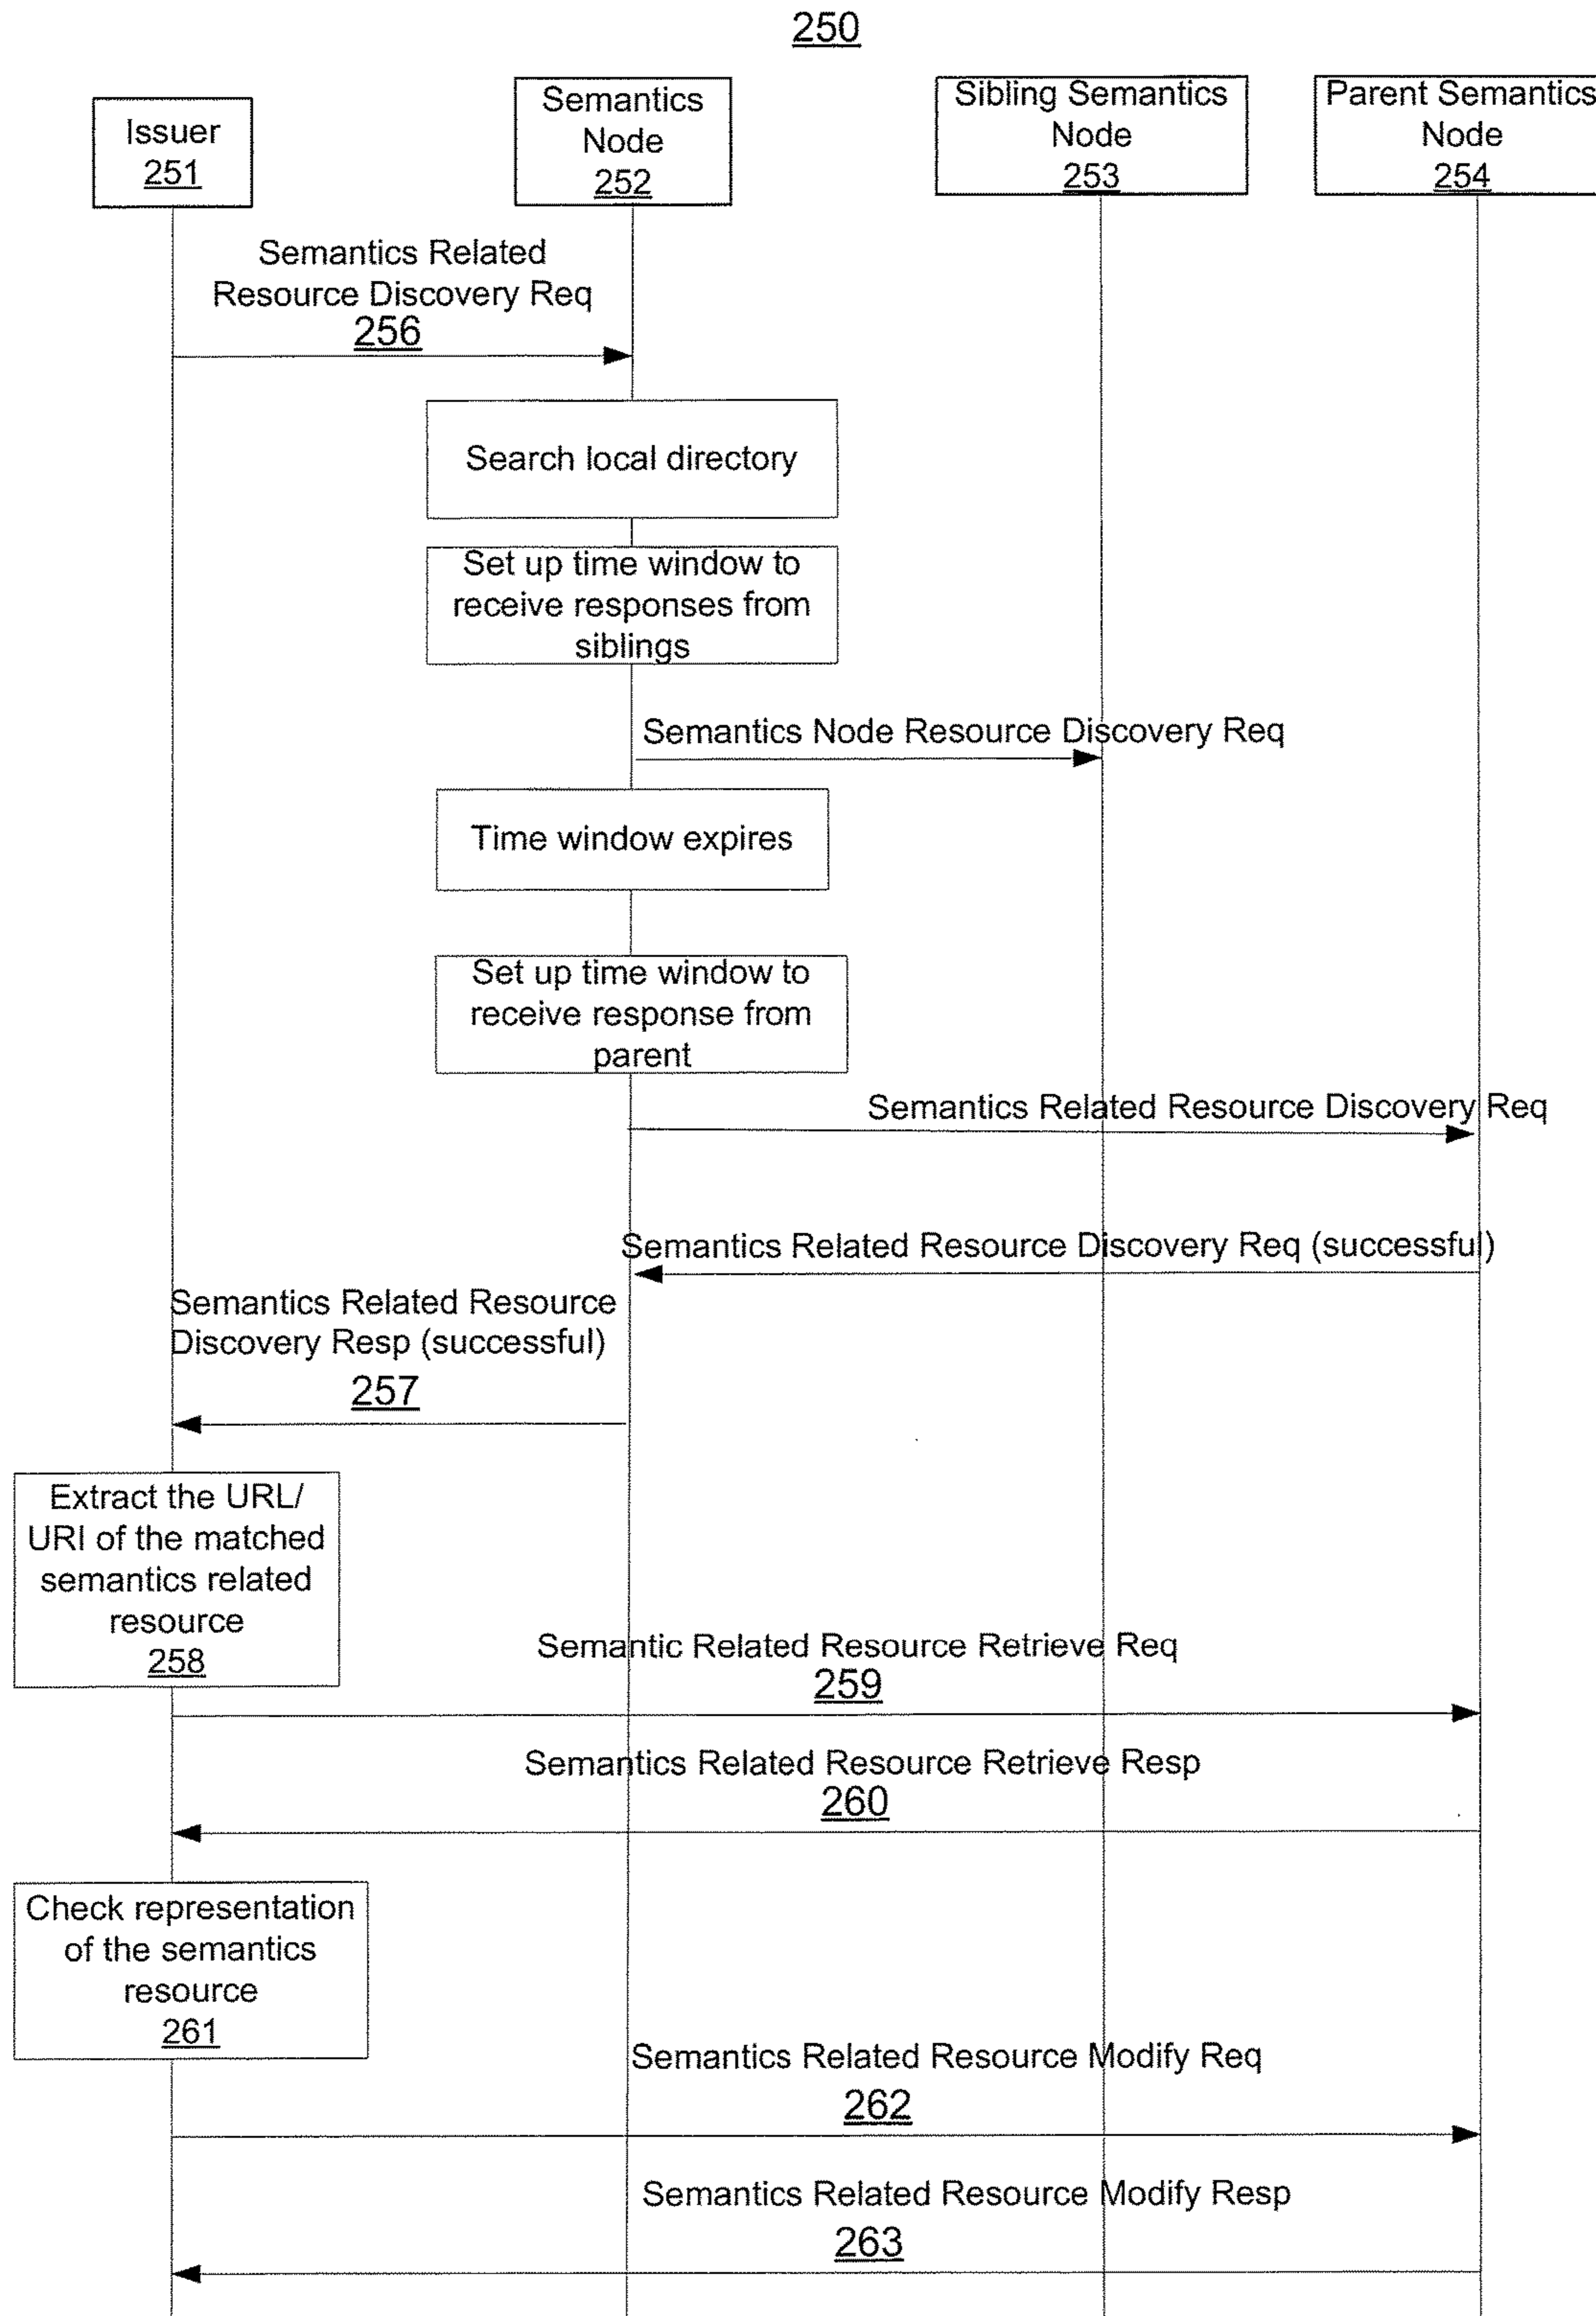 250
Issuer
251
Semantics
Node
252
Sibling Semantics
Node
253
Parent Semantics
Node
254
Semantics Related
Resource Discovery Req
256
Search local directory
Set up time window to
receive responses from
siblings
Semantics Node Resource Discovery Req
Time window expires
Set up time window to
receive response from
parent
Semantics Related Resource Discovery Req
Semantics Related Resource Discovery Req (successful)
Semantics Related Resource
Discovery Resp (successful)
257
Extract the URL/
URI of the matched
semantics related
resource
258
Semantic Related Resource Retrieve Req
259
Semantics Related Resource Retrieve Resp
260
Check representation
of the semantics
resource
261
Semantics Related Resource Modify Req
262
Semantics Related Resource Modify Resp
263